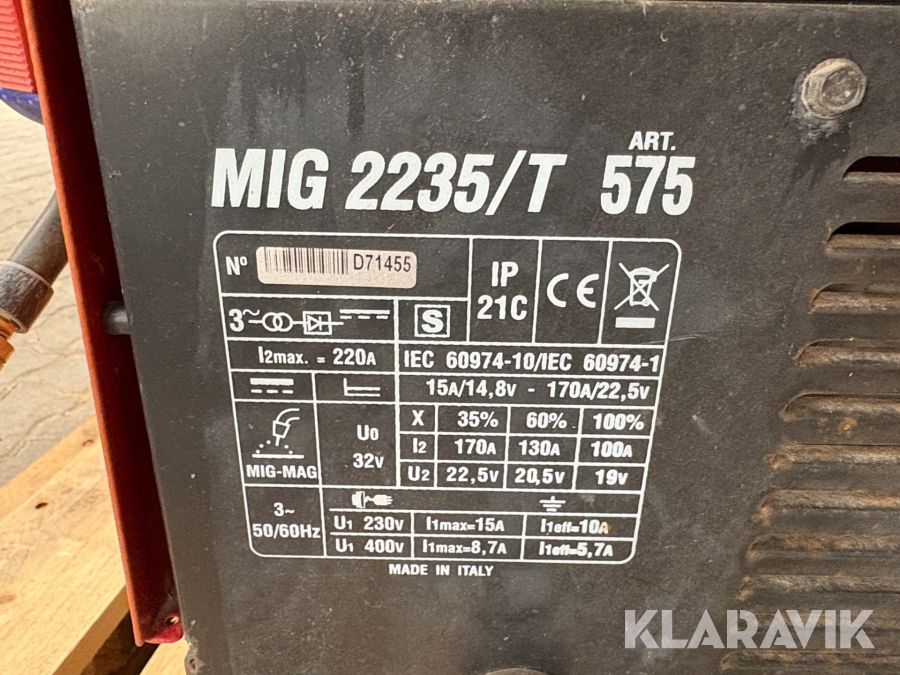 ART.
MIG 2235/T 575
Nº D71455
IP
21C
CE
3~
S
I2max. = 220A
IEC 60974-10/IEC 60974-1
15A/14,8V - 170A/22,5V
X 35% 60% 100%
U0
32V
I2 170A 130A 100A
MIG-MAG
U2 22,5V 20,5V 19V
3~
50/60Hz
U1 230V I1max=15A I1eff=10A
U1 400V I1max=8,7A I1eff=5,7A
MADE IN ITALY
KLARAVIK